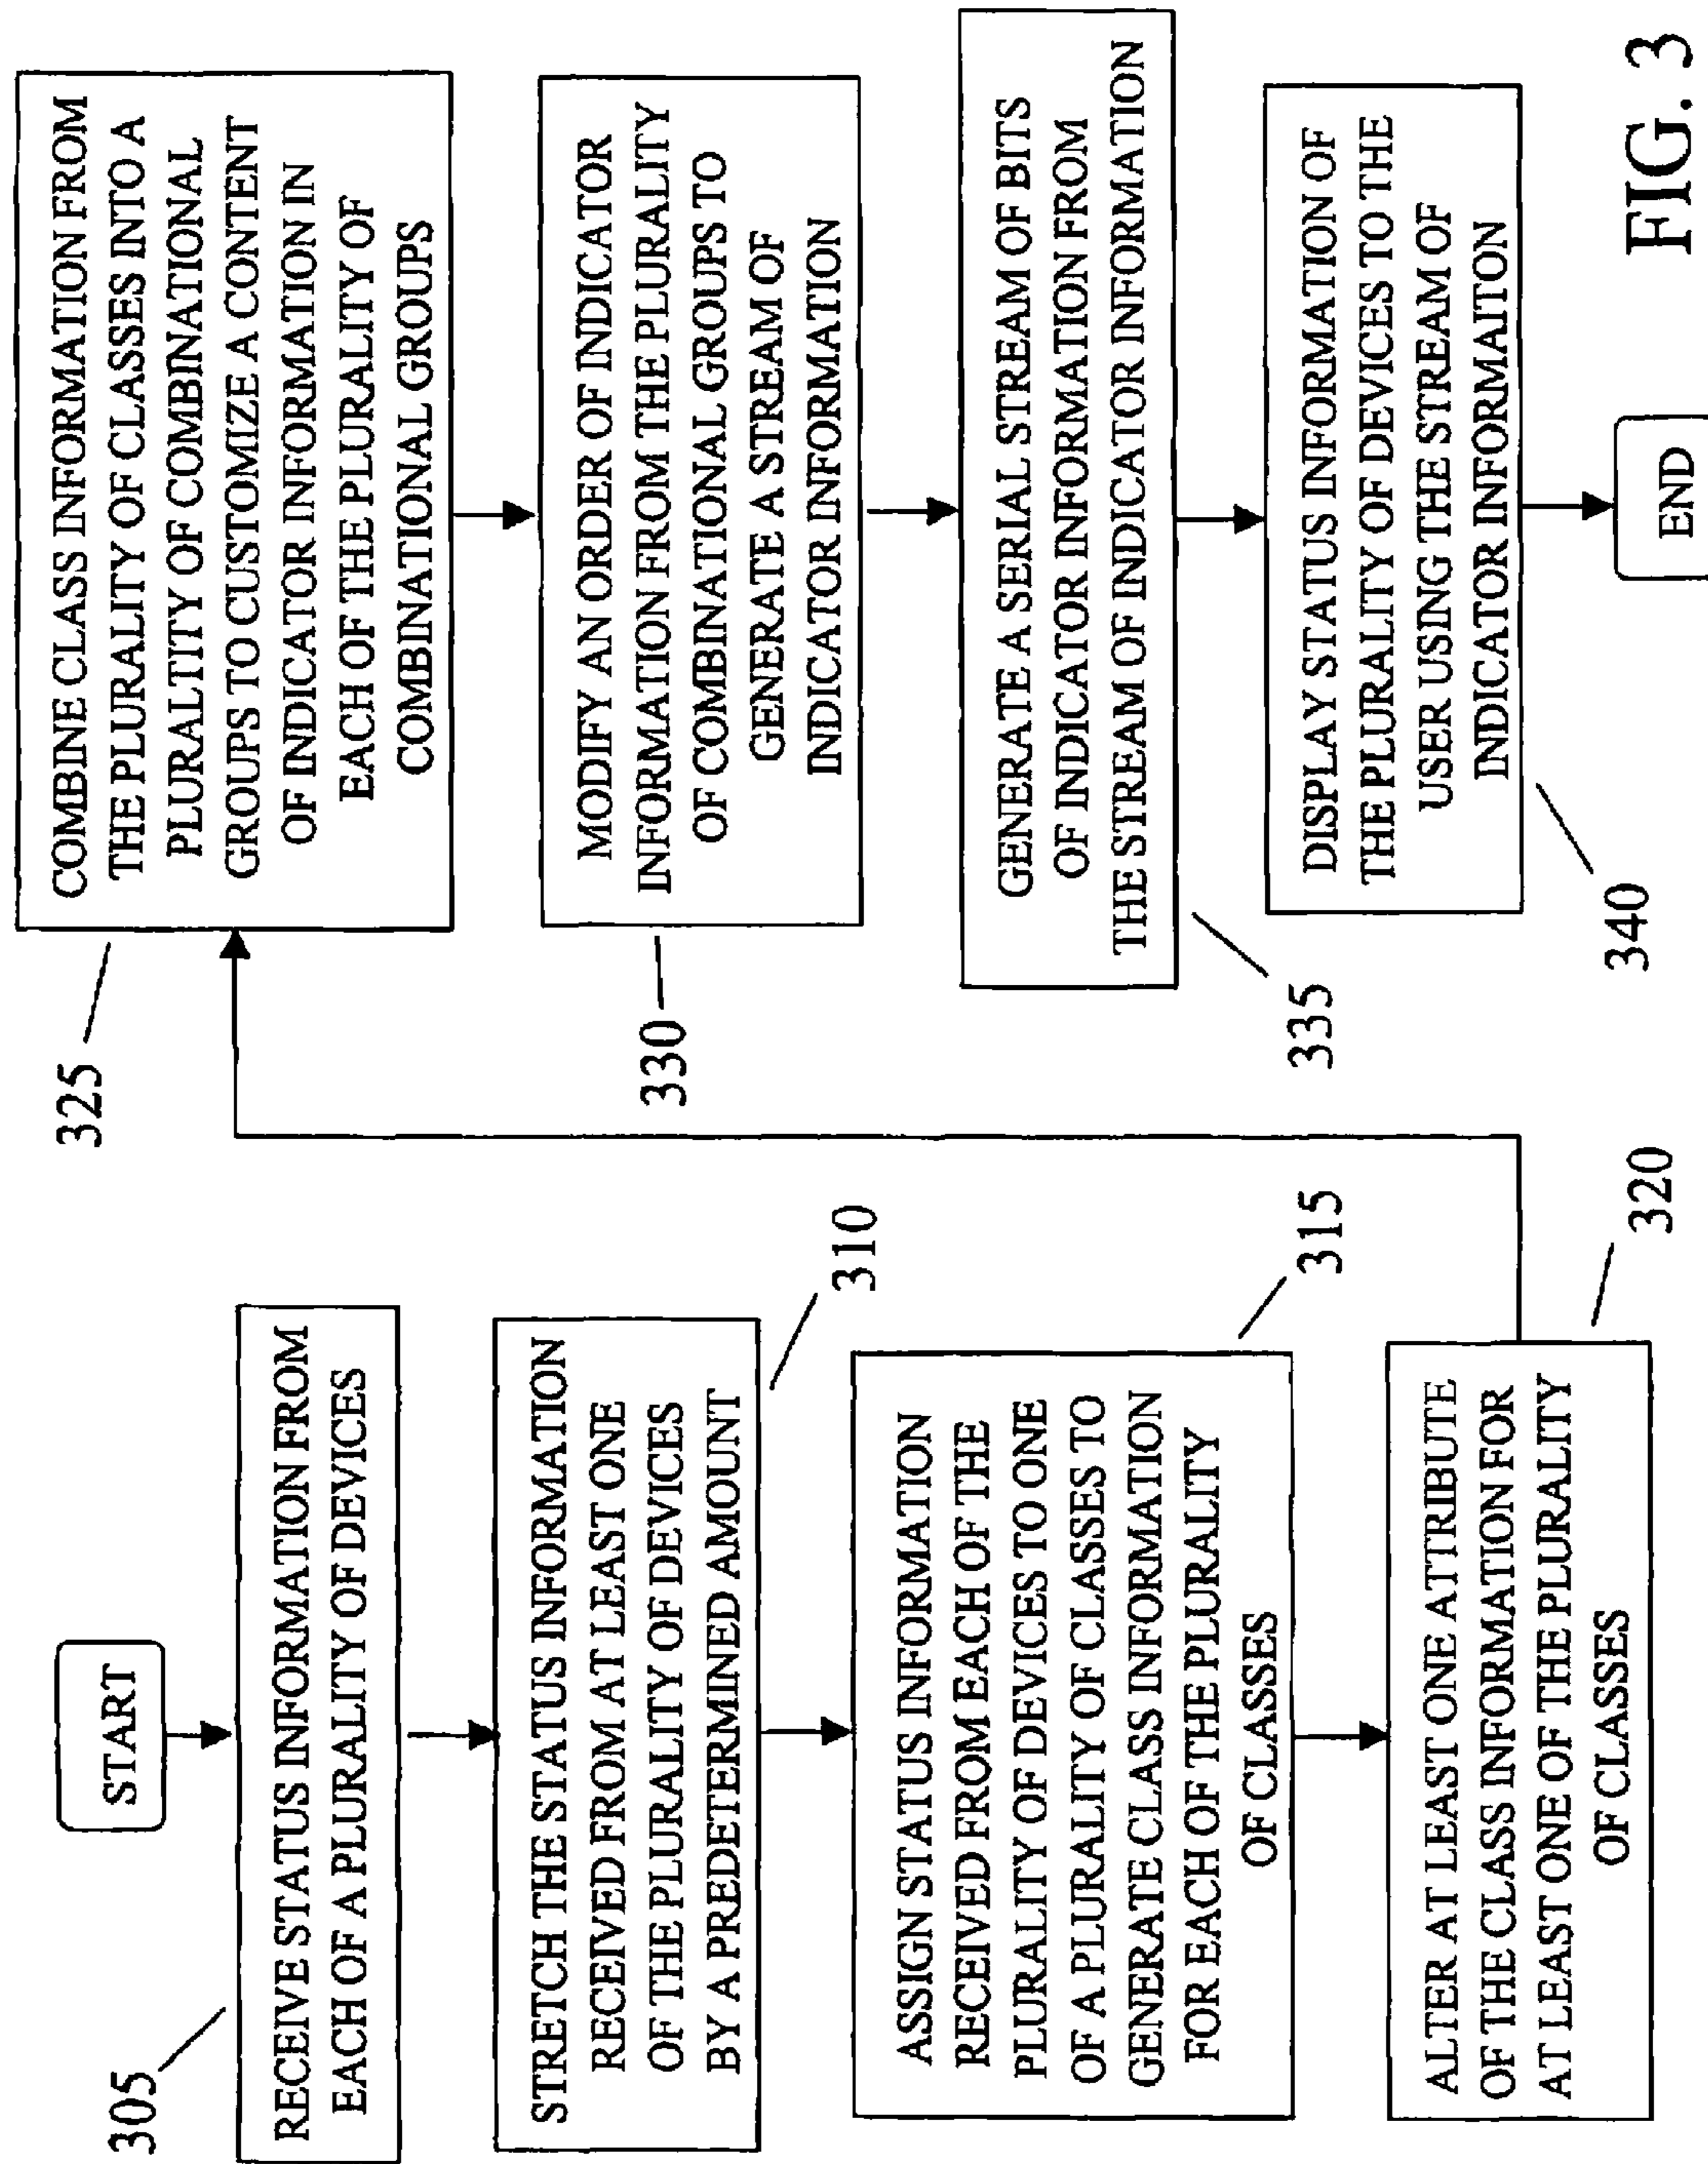 START
305
RECEIVE STATUS INFORMATION FROM
EACH OF A PLURALITY OF DEVICES
STRETCH THE STATUS INFORMATION
RECEIVED FROM AT LEAST ONE
OF THE PLURALITY OF DEVICES
BY A PREDETERMINED AMOUNT
310
ASSIGN STATUS INFORMATION
RECEIVED FROM EACH OF THE
PLURALITY OF DEVICES TO ONE
OF A PLURALITY OF CLASSES TO
GENERATE CLASS INFORMATION
FOR EACH OF THE PLURALITY
OF CLASSES
315
ALTER AT LEAST ONE ATTRIBUTE
OF THE CLASS INFORMATION FOR
AT LEAST ONE OF THE PLURALITY
OF CLASSES
320
325
COMBINE CLASS INFORMATION FROM
THE PLURALITY OF CLASSES INTO A
PLURALTITY OF COMBINATIONAL
GROUPS TO CUSTOMIZE A CONTENT
OF INDICATOR INFORMATION IN
EACH OF THE PLURALITY OF
COMBINATIONAL GROUPS
330
MODIFY AN ORDER OF INDICATOR
INFORMATION FROM THE PLURALITY
OF COMBINATIONAL GROUPS TO
GENERATE A STREAM OF
INDICATOR INFORMATION
GENERATE A SERIAL STREAM OF BITS
OF INDICATOR INFORMATION FROM
THE STREAM OF INDICATOR INFORMATION
335
DISPLAY STATUS INFORMATION OF
THE PLURALITY OF DEVICES TO THE
USER USING THE STREAM OF
INDICATOR INFORMAITON
340
END
FIG. 3